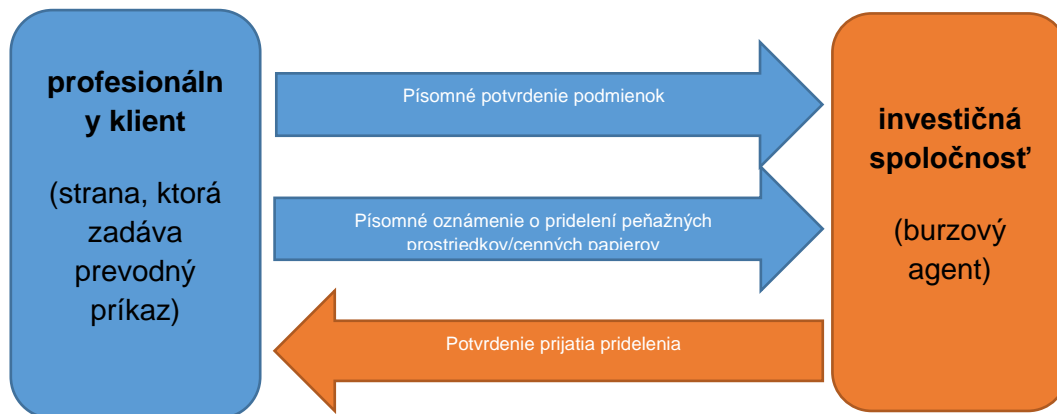 profesionáln
y klient
(strana, ktorá
zadáva
prevodný
príkaz)
Písomné potvrdenie podmienok
Písomné oznámenie o pridelení peňažných
prostriedkov/cenných papierov
Potvrdenie prijatia pridelenia
investičná
spoločnosť
(burzový
agent)